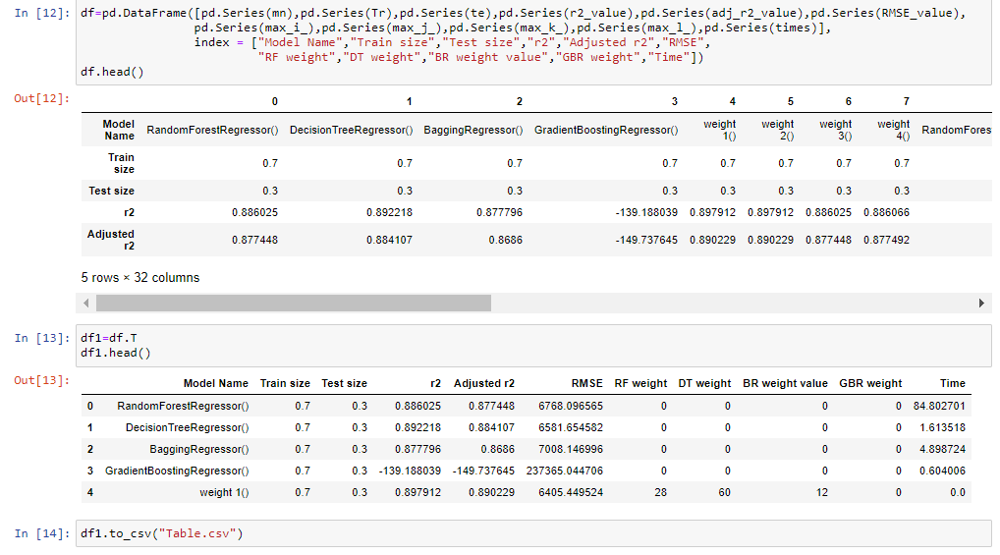 In [12]: df=pd.DataFrame([pd.Series(mn),pd.Series(Tr),pd.Series(te),pd.Series(r2_value),pd.Series(adj_r2_value),pd.Series(RMSE_value),
pd.Series(max_i_),pd.Series(max_j_),pd.Series(max_k_),pd.Series(max_l_),pd.Series(times)],
index = ["Model Name","Train size","Test size","r2","Adjusted r2","RMSE",
"RF weight","DT weight","BR weight value","GBR weight","Time"])
df.head()
Out[12]:
0 1 2 3 4 5 6 7
Model Name RandomForestRegressor() DecisionTreeRegressor() BaggingRegressor() GradientBoostingRegressor() weight 1() weight 2() weight 3() weight 4() RandomFores
Train size 0.7 0.7 0.7 0.7 0.7 0.7 0.7 0.7
Test size 0.3 0.3 0.3 0.3 0.3 0.3 0.3 0.3
r2 0.886025 0.892218 0.877796 -139.188039 0.897912 0.897912 0.886025 0.886066
Adjusted r2 0.877448 0.884107 0.8686 -149.737645 0.890229 0.890229 0.877448 0.877492
5 rows × 32 columns
In [13]: df1=df.T
df1.head()
Out[13]:
Model Name Train size Test size r2 Adjusted r2 RMSE RF weight DT weight BR weight value GBR weight Time
0 RandomForestRegressor() 0.7 0.3 0.886025 0.877448 6768.096565 0 0 0 0 84.802701
1 DecisionTreeRegressor() 0.7 0.3 0.892218 0.884107 6581.654582 0 0 0 0 1.613518
2 BaggingRegressor() 0.7 0.3 0.877796 0.8686 7008.146996 0 0 0 0 4.898724
3 GradientBoostingRegressor() 0.7 0.3 -139.188039 -149.737645 237365.044706 0 0 0 0 0.604006
4 weight 1() 0.7 0.3 0.897912 0.890229 6405.449524 28 60 12 0 0.0
In [14]: df1.to_csv("Table.csv")